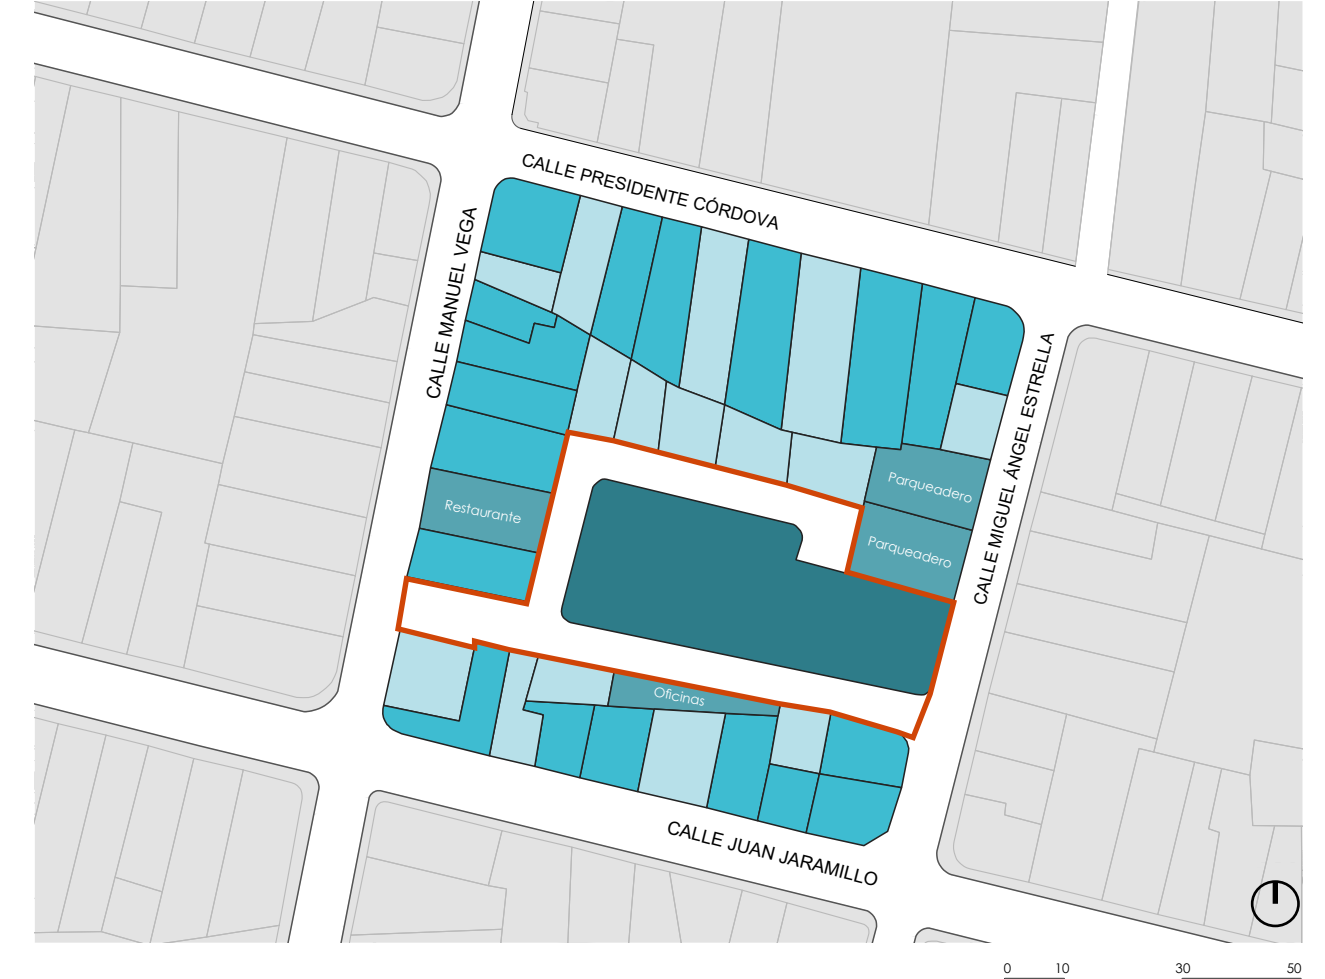 CALLE PRESIDENTE CÓRDOVA
CALLE MANUEL VEGA
CALLE MIGUEL ÁNGEL ESTRELLA
Parqueadero
Restaurante
Parqueadero
Oficinas
CALLE JUAN JARAMILLO
0 10 30 50